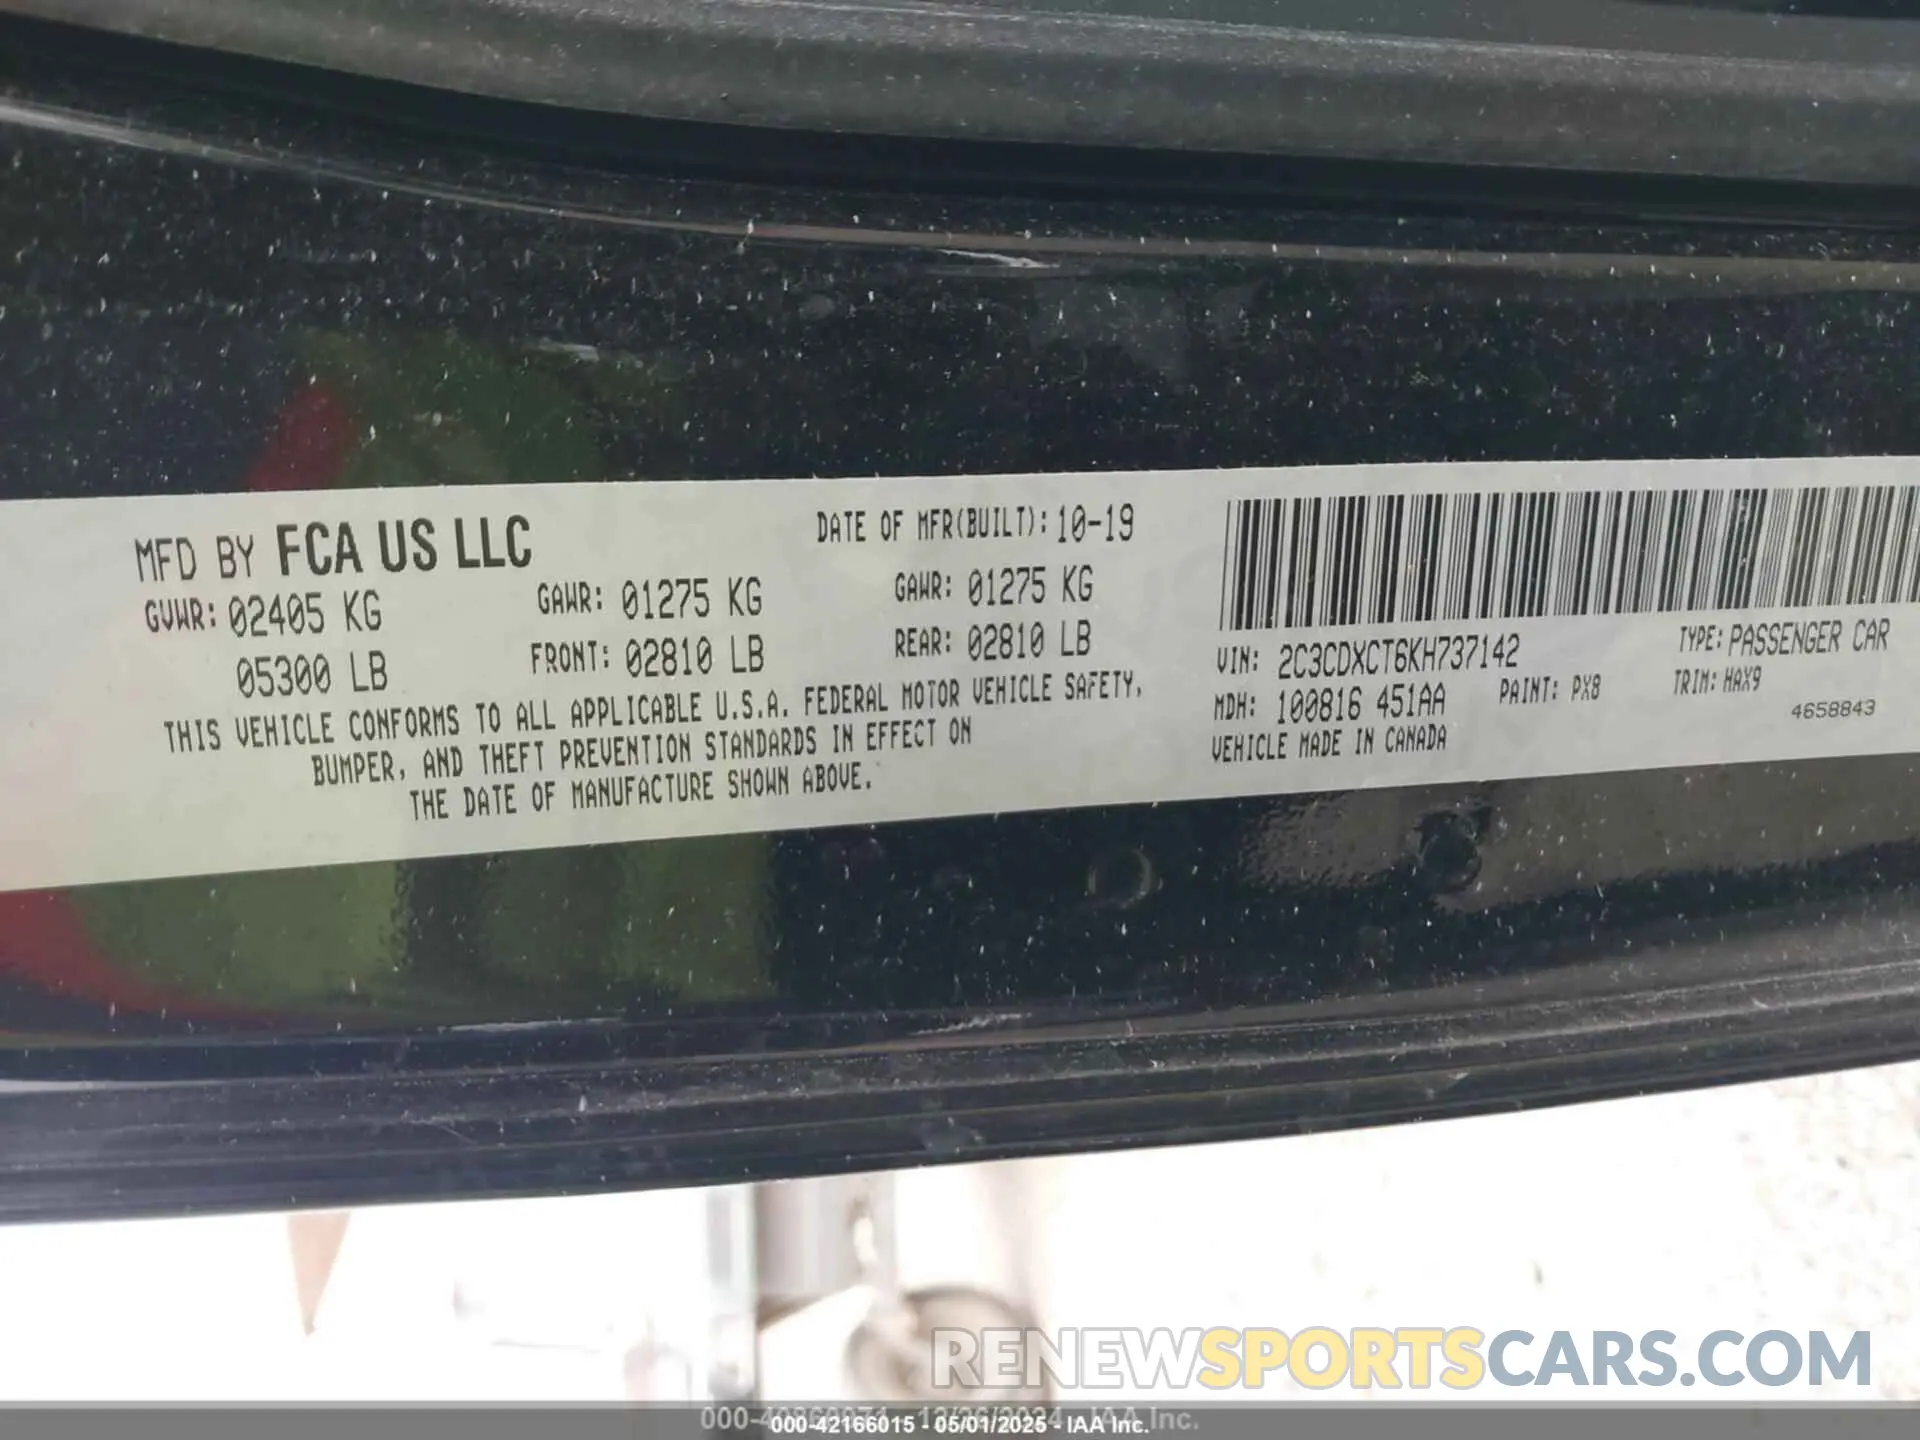 MFD BY FCA US LLC
DATE OF MFR(BUILT): 10-19
GVWR: 02405 KG
05300 LB
GAWR: 01275 KG
FRONT: 02810 LB
GAWR: 01275 KG
REAR: 02810 LB
THIS VEHICLE CONFORMS TO ALL APPLICABLE U.S.A. FEDERAL MOTOR VEHICLE SAFETY,
BUMPER, AND THEFT PREVENTION STANDARDS IN EFFECT ON
THE DATE OF MANUFACTURE SHOWN ABOVE.
VIN: 2C3CDXCT6KH737142
TYPE: PASSENGER CAR
MDH: 100816 451AA
PAINT: PX8
TRIM: HAX9
VEHICLE MADE IN CANADA
4658843
RENEWSPORTSCARS.COM
000-42166015 - 05/01/2025 - IAA Inc.